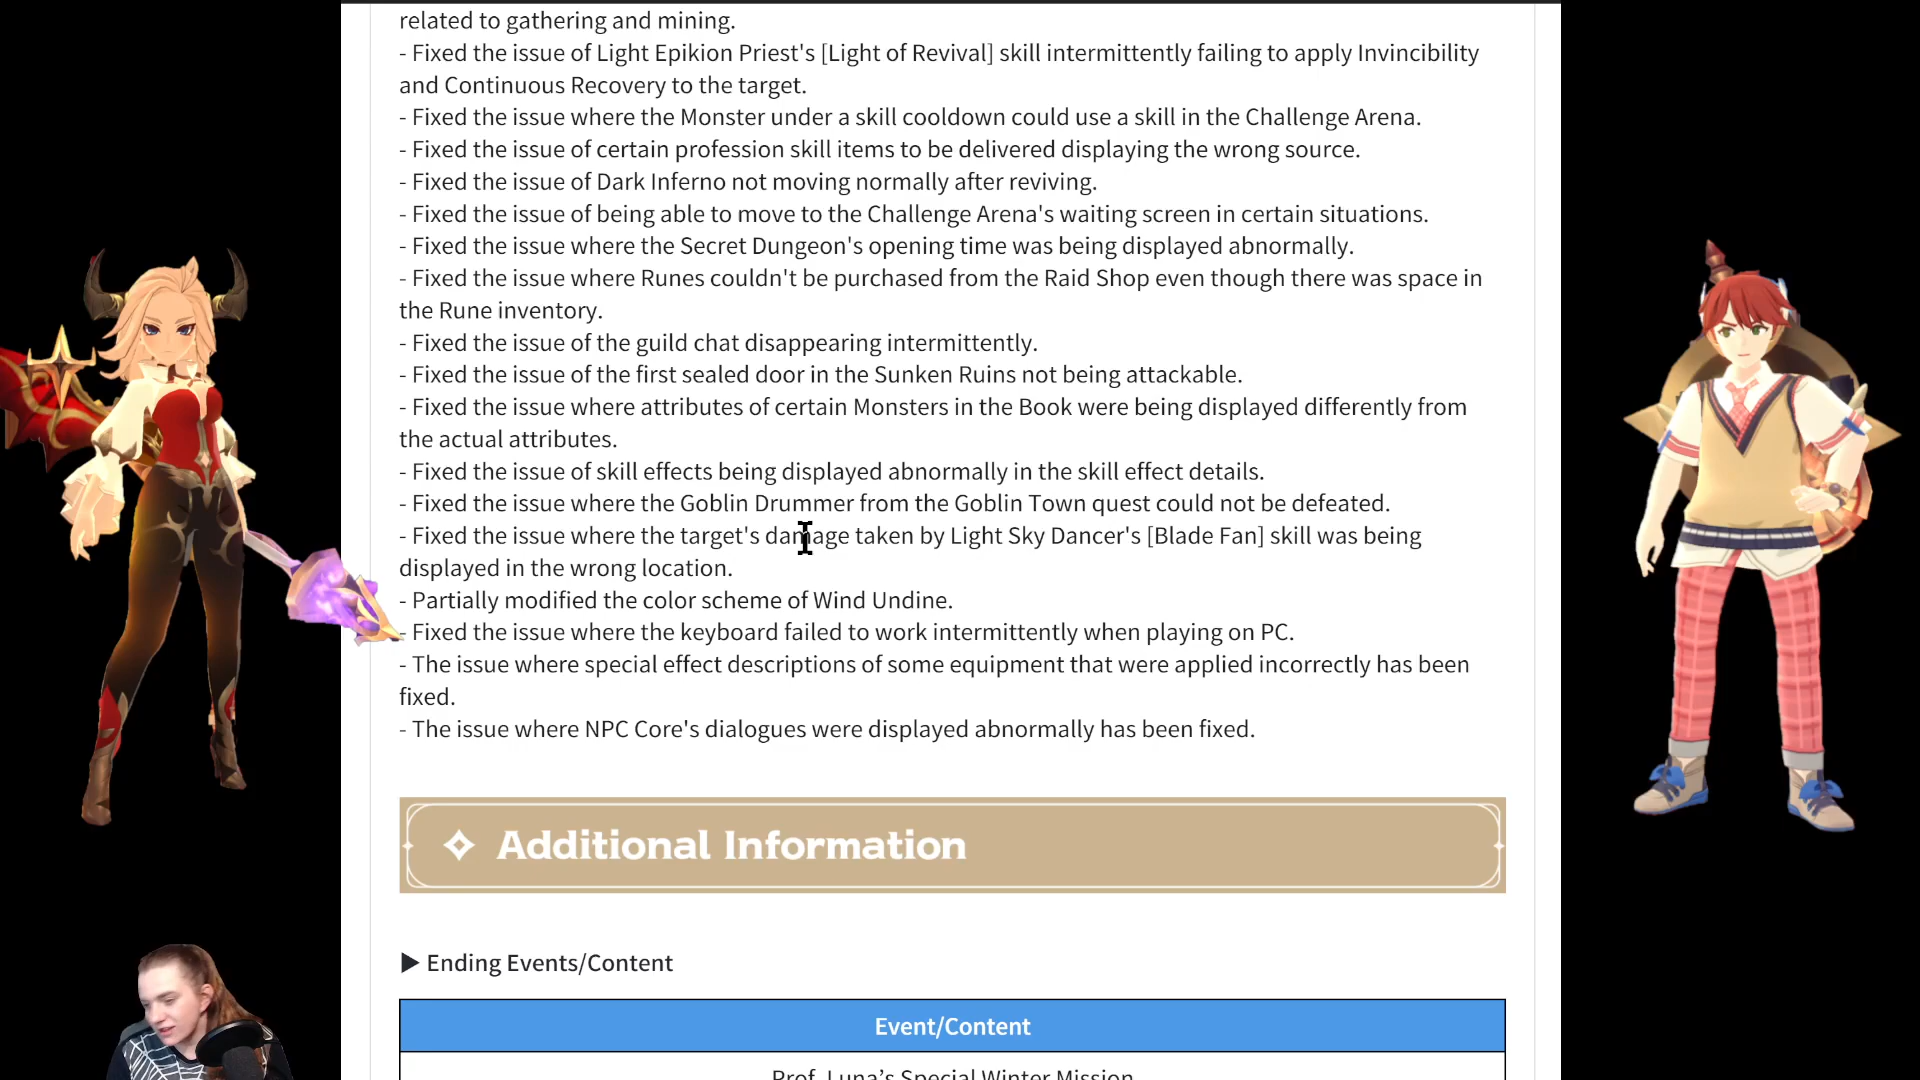 related to gathering and mining.
- Fixed the issue of Light Epikion Priest's [Light of Revival] skill intermittently failing to apply Invincibility
and Continuous Recovery to the target.
- Fixed the issue where the Monster under a skill cooldown could use a skill in the Challenge Arena.
- Fixed the issue of certain profession skill items to be delivered displaying the wrong source.
- Fixed the issue of Dark Inferno not moving normally after reviving.
- Fixed the issue of being able to move to the Challenge Arena's waiting screen in certain situations.
- Fixed the issue where the Secret Dungeon's opening time was being displayed abnormally.
- Fixed the issue where Runes couldn't be purchased from the Raid Shop even though there was space in
the Rune inventory.
- Fixed the issue of the guild chat disappearing intermittently.
- Fixed the issue of the first sealed door in the Sunken Ruins not being attackable.
- Fixed the issue where attributes of certain Monsters in the Book were being displayed differently from
the actual attributes.
- Fixed the issue of skill effects being displayed abnormally in the skill effect details.
- Fixed the issue where the Goblin Drummer from the Goblin Town quest could not be defeated.
- Fixed the issue where the target's damage taken by Light Sky Dancer's [Blade Fan] skill was being
displayed in the wrong location.
- Partially modified the color scheme of Wind Undine.
- Fixed the issue where the keyboard failed to work intermittently when playing on PC.
- The issue where special effect descriptions of some equipment that were applied incorrectly has been
fixed.
- The issue where NPC Core's dialogues were displayed abnormally has been fixed.
Additional Information
▶ Ending Events/Content
Event/Content
Prof. Luna's Special Winter Mission